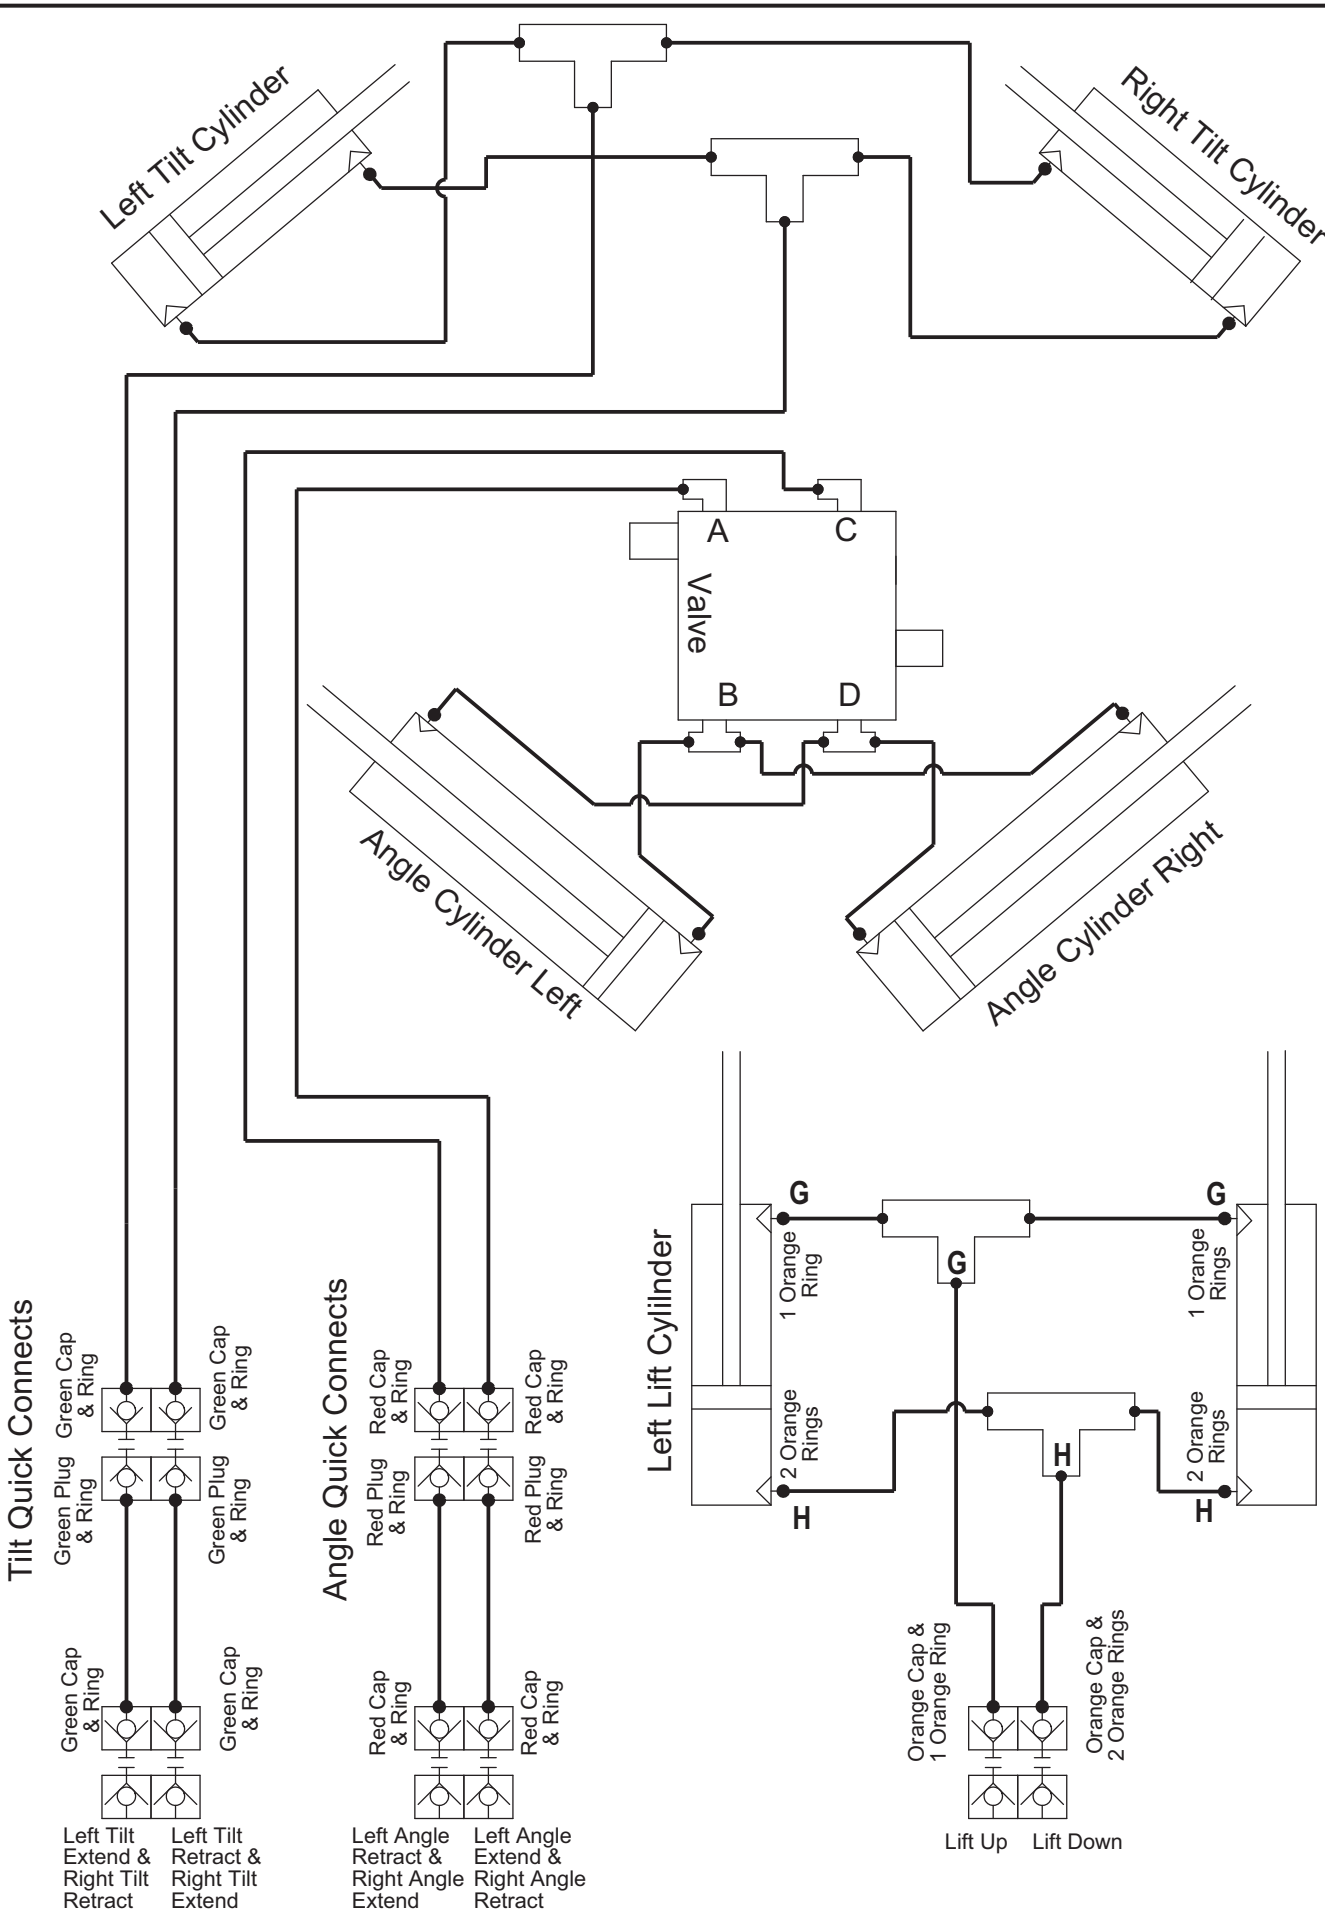 Left Tilt Cylinder
Right Tilt Cylinder
A
C
Valve
B
D
Angle Cylinder Left
Angle Cylinder Right
G
G
1 Orange
Ring
G
1 Orange
Rings
Left Lift Cyliilnder
2 Orange
Rings
H
H
2 Orange
Rings
H
Tilt Quick Connects
Green Cap
& Ring
Green Cap
& Ring
Green Plug
& Ring
Green Plug
& Ring
Green Cap
& Ring
Green Cap
& Ring
Angle Quick Connects
Red Cap
& Ring
Red Cap
& Ring
Red Plug
& Ring
Red Plug
& Ring
Red Cap
& Ring
Red Cap
& Ring
Orange Cap &
1 Orange Ring
Orange Cap &
2 Orange Rings
Left Tilt
Extend &
Right Tilt
Retract
Left Tilt
Retract &
Right Tilt
Extend
Left Angle
Retract &
Right Angle
Extend
Left Angle
Extend &
Right Angle
Retract
Lift Up
Lift Down